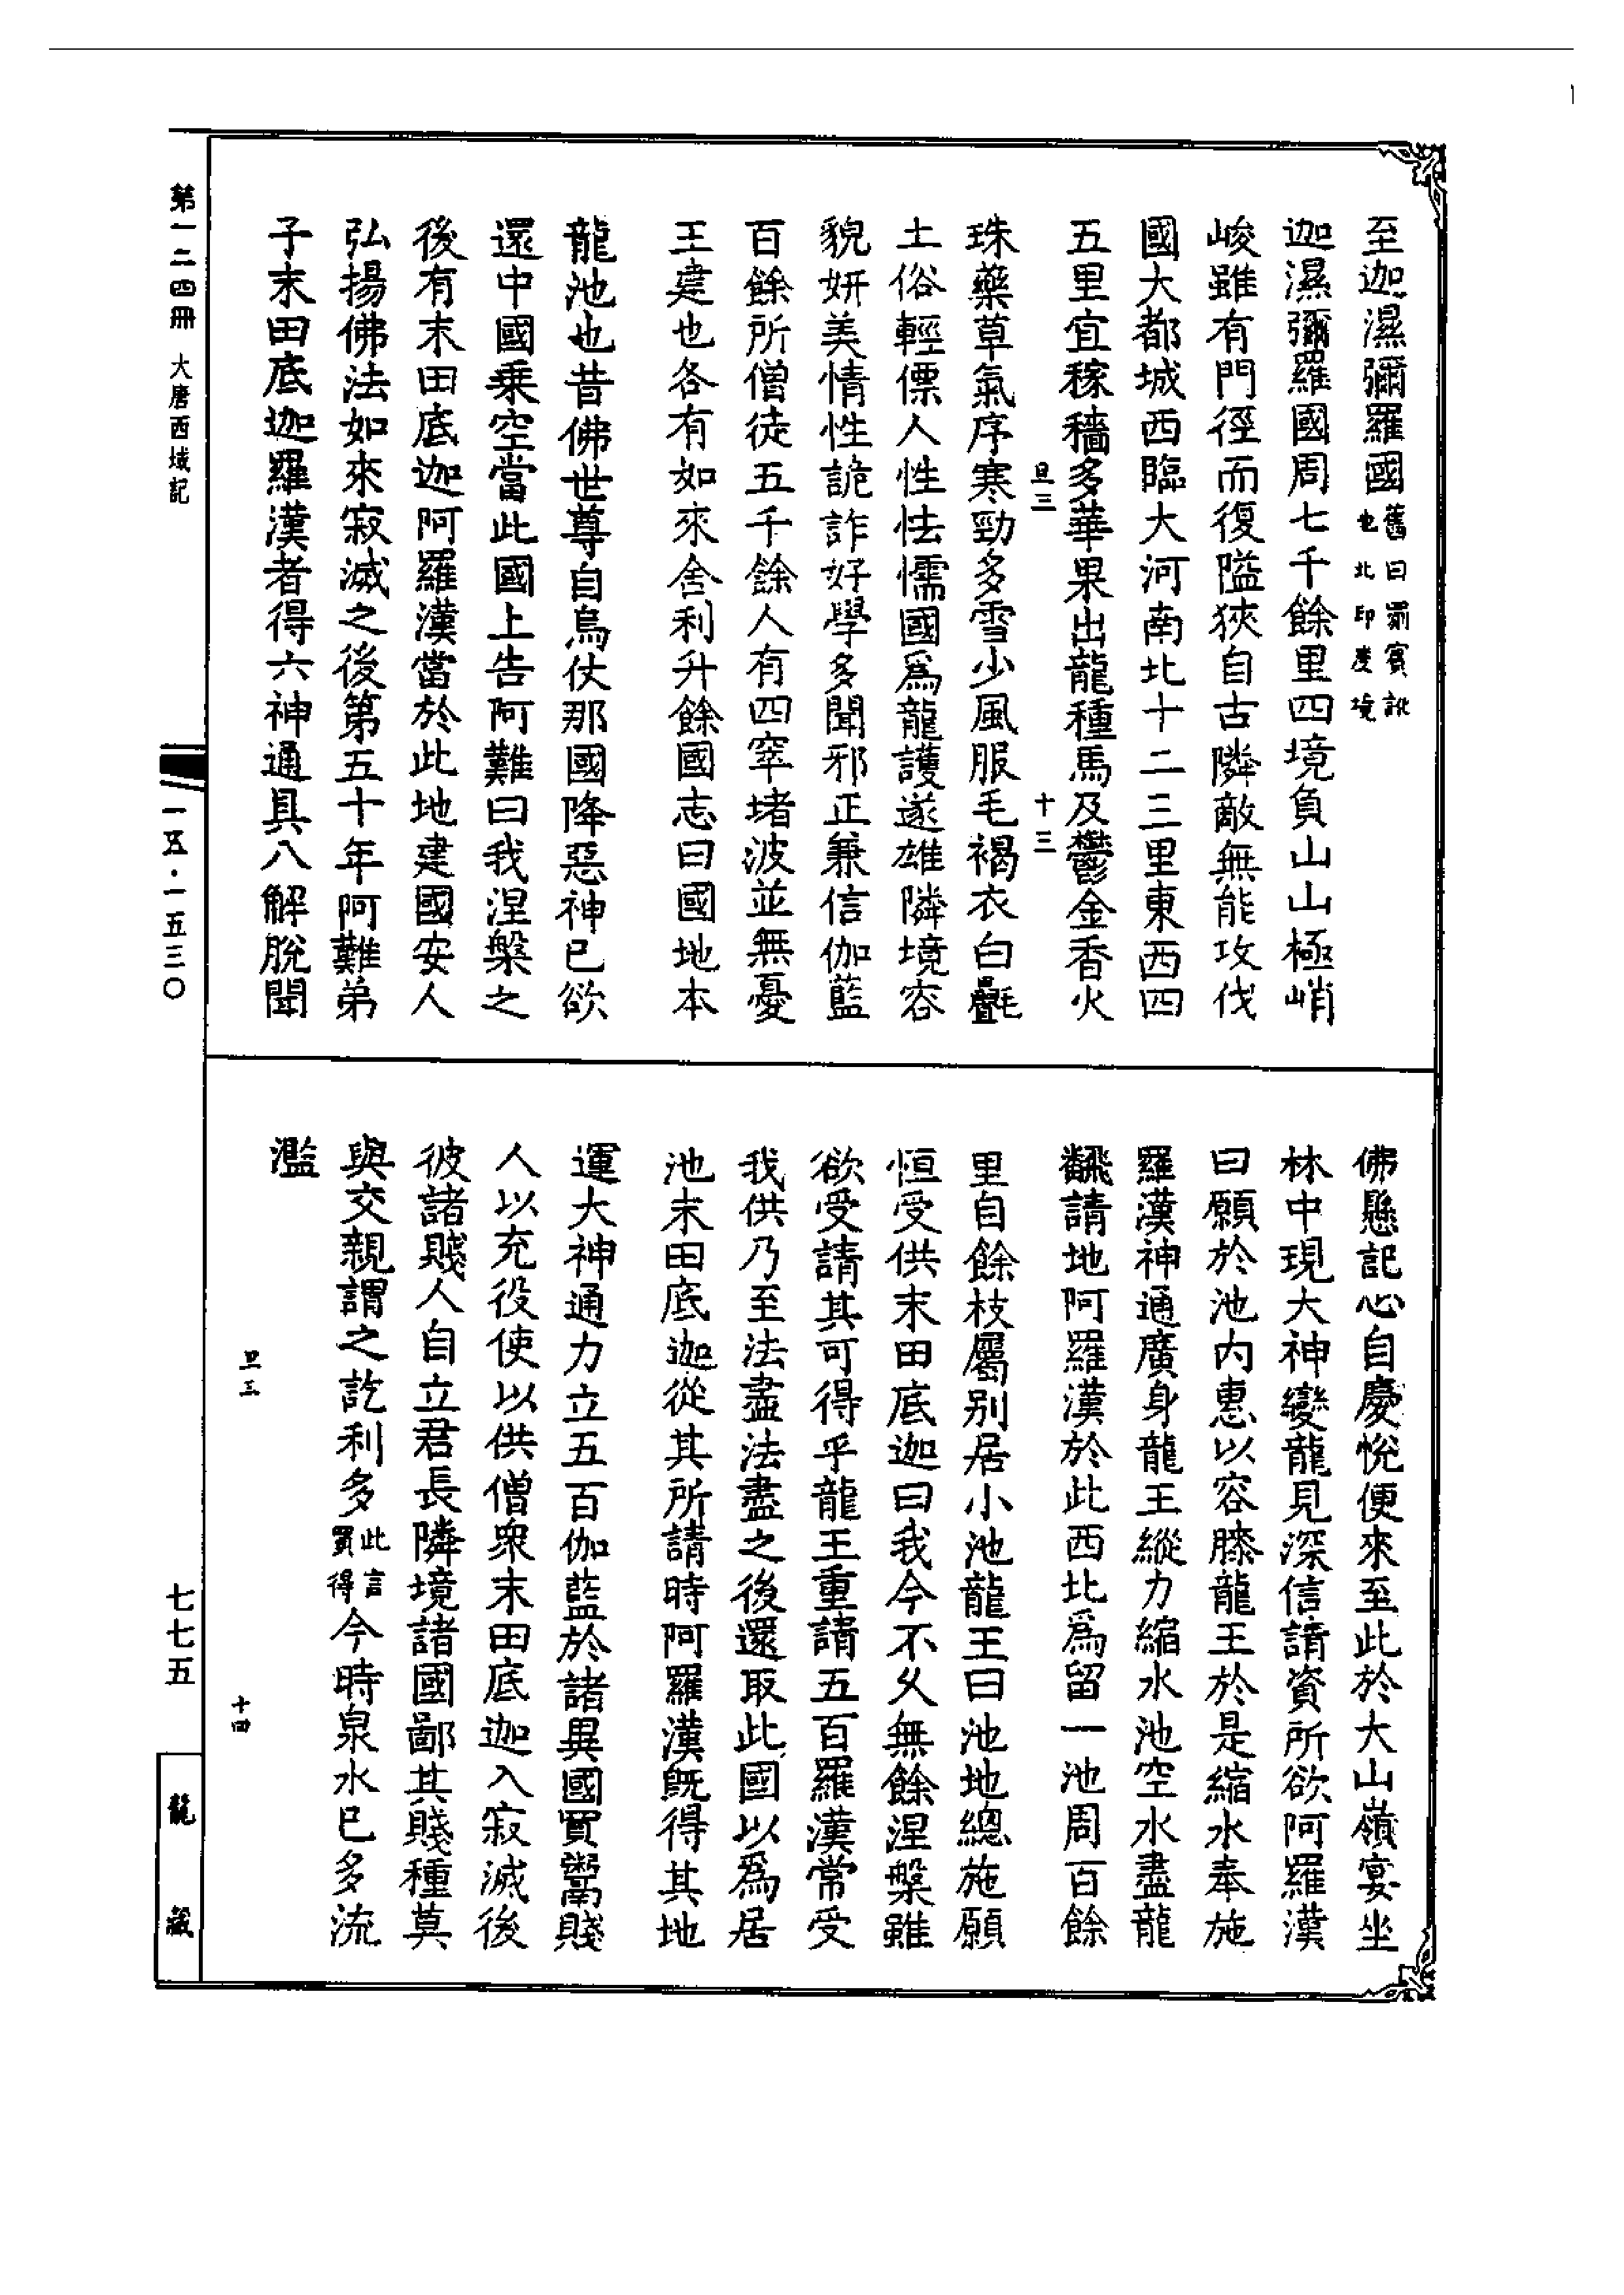 至迦濕彌羅國舊曰罽賓訛也北印度境
迦濕彌羅國周七千餘里四境負山山極峭
峻雖有門徑而復隘狹自古隣敵無能攻伐
國大都城西臨大河南北十二三里東西四
五里宜稼穡多華果出龍種馬及鬱金香火
旦三 十三
珠藥草氣序寒勁多雪少風服毛褐衣白㲲
土俗輕僄人性怯懦國爲龍護遂雄隣境容
貌妍美情性詭詐好學多聞邪正兼信伽藍
百餘所僧徒五千餘人有四窣堵波並無憂
王建也各有如來舍利升餘國志曰國地本
龍池也昔佛世尊自烏仗那國降惡神已欲
還中國乗空當此國上告阿難曰我涅槃之
後有末田底迦阿羅漢當於此地建國安人
弘揚佛法如來寂滅之後第五十年阿難弟
子末田底迦羅漢者得六神通具八解脫聞
佛懸記心自慶悅便來至此於大山嶺宴坐
林中現大神變龍見深信請資所欲阿羅漢
曰願於池内惠以容膝龍王於是縮水奉施
羅漢神通廣身龍王縱力縮水池空水盡龍
飜請地阿羅漢於此西北爲留一池周百餘
里自餘枝屬別居小池龍王曰池地總施願
恒受供末田底迦曰我今不久無餘涅槃雖
欲受請其可得乎龍王重請五百羅漢常受
我供乃至法盡法盡之後還取此國以爲居
池末田底迦從其所請時阿羅漢旣得其地
運大神通力立五百伽藍於諸異國買鬻賤
人以充役使以供僧衆末田底迦入寂滅後
彼諸賤人自立君長隣境諸國鄙其賤種莫
與交親謂之訖利多此言買得今時泉水已多流
濫
旦三 十四
第一二四冊 大唐西域記
一五·一五三〇
七七五
龍藏